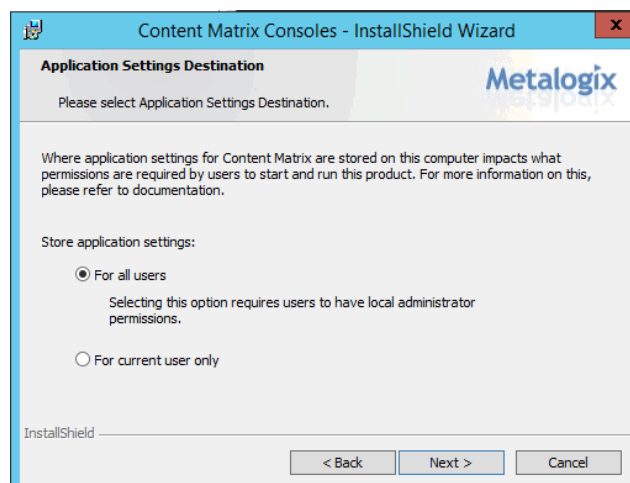 Content Matrix Consoles - InstallShield Wizard
x
Application Settings Destination
Metalogix
Please select Application Settings Destination.
Where application settings for Content Matrix are stored on this computer impacts what
permissions are required by users to start and run this product. For more information on this,
please refer to documentation.
Store application settings:
For all users
Selecting this option requires users to have local administrator
permissions.
For current user only
InstallShield
< Back
Next >
Cancel